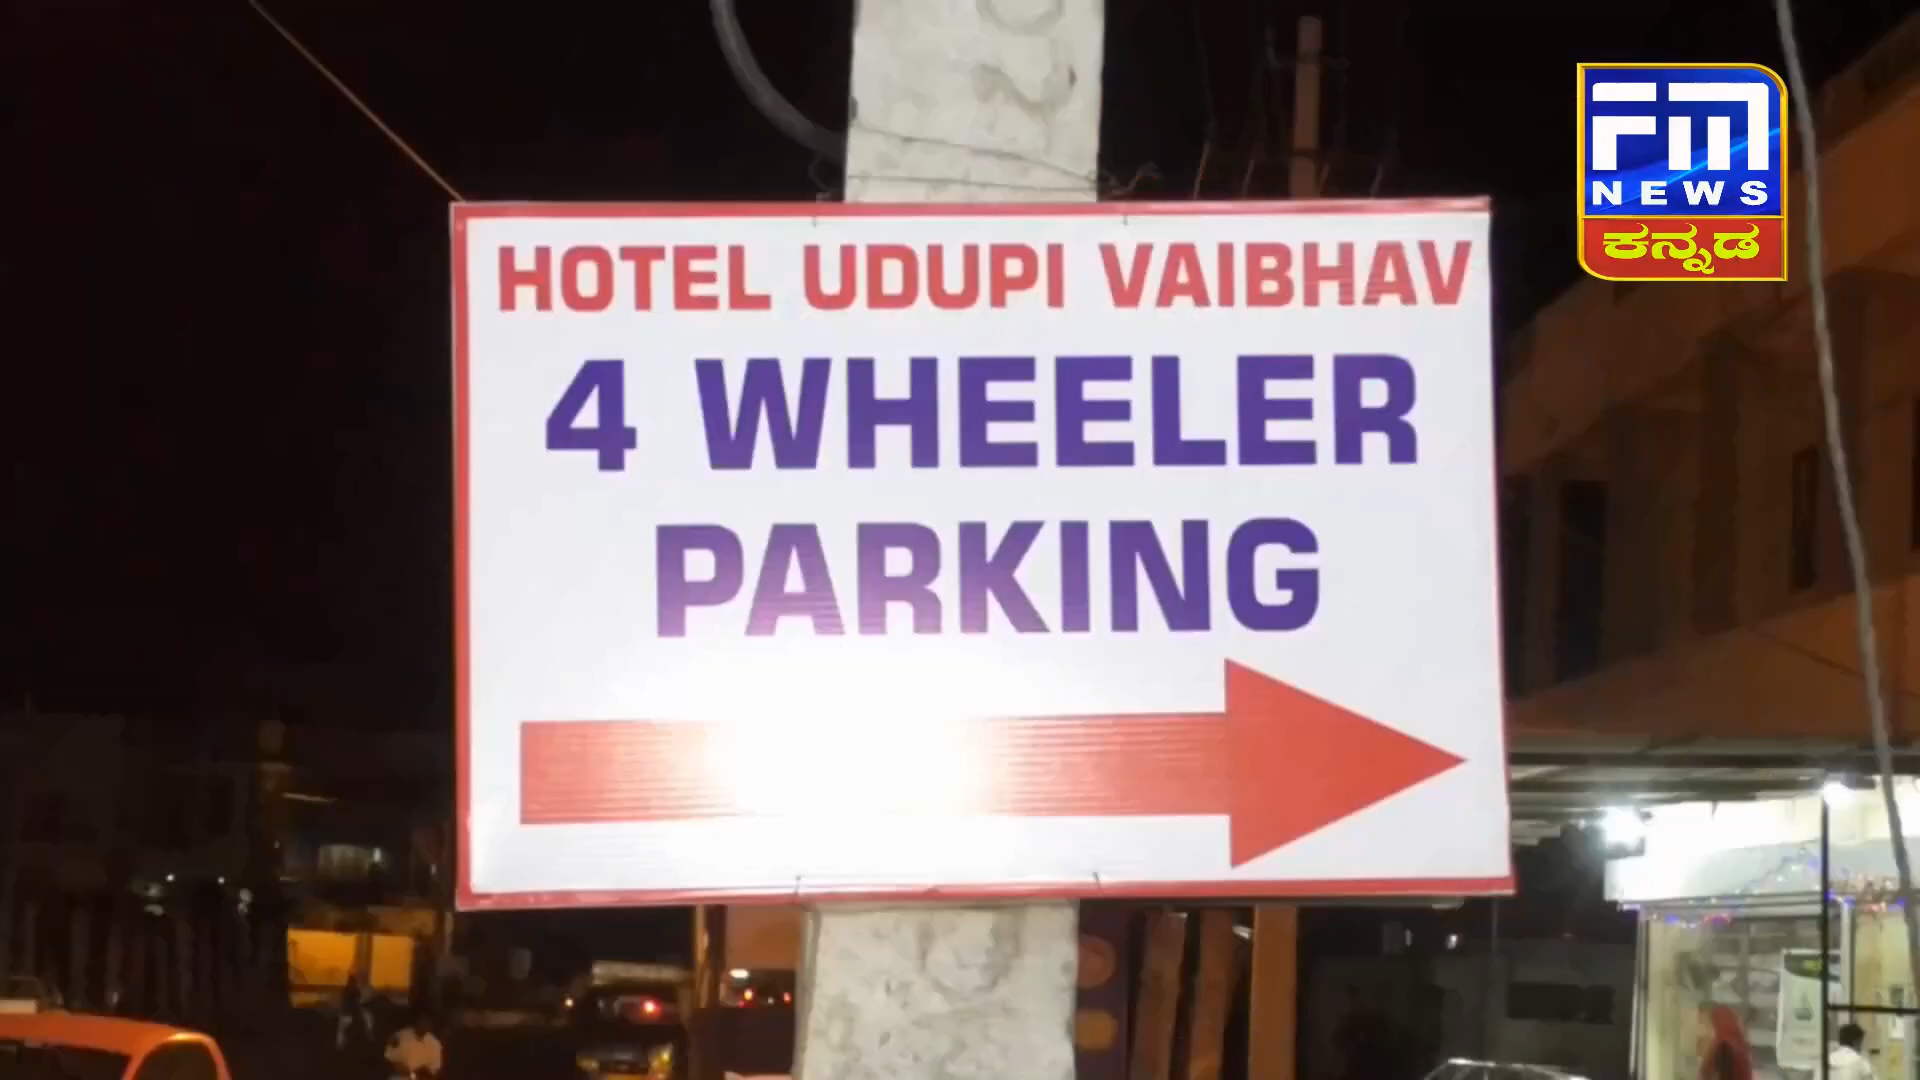 FM
NEWS
ಕನ್ನಡ
HOTEL UDUPI VAIBHAV
4 WHEELER
PARKING